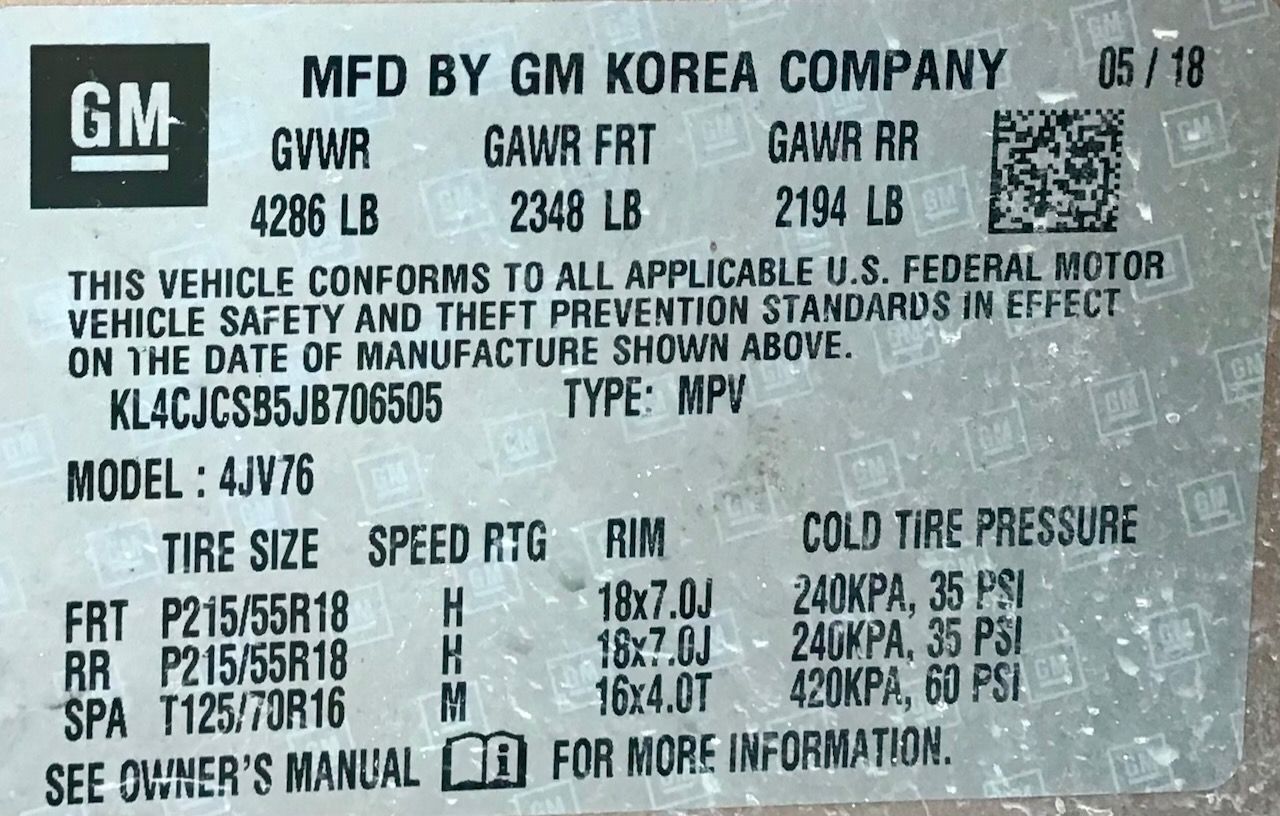 GM
MFD BY GM KOREA COMPANY 05 / 18
GVWR GAWR FRT GAWR RR
4286 LB 2348 LB 2194 LB
THIS VEHICLE CONFORMS TO ALL APPLICABLE U.S. FEDERAL MOTOR
VEHICLE SAFETY AND THEFT PREVENTION STANDARDS IN EFFECT
ON THE DATE OF MANUFACTURE SHOWN ABOVE.
KL4CJCSB5JB706505 TYPE: MPV
MODEL : 4JV76
TIRE SIZE SPEED RTG RIM COLD TIRE PRESSURE
FRT P215/55R18 H 18x7.0J 240KPA, 35 PSI
RR P215/55R18 H 18x7.0J 240KPA, 35 PSI
SPA T125/70R16 M 16x4.0T 420KPA, 60 PSI
SEE OWNER'S MANUAL i FOR MORE INFORMATION.